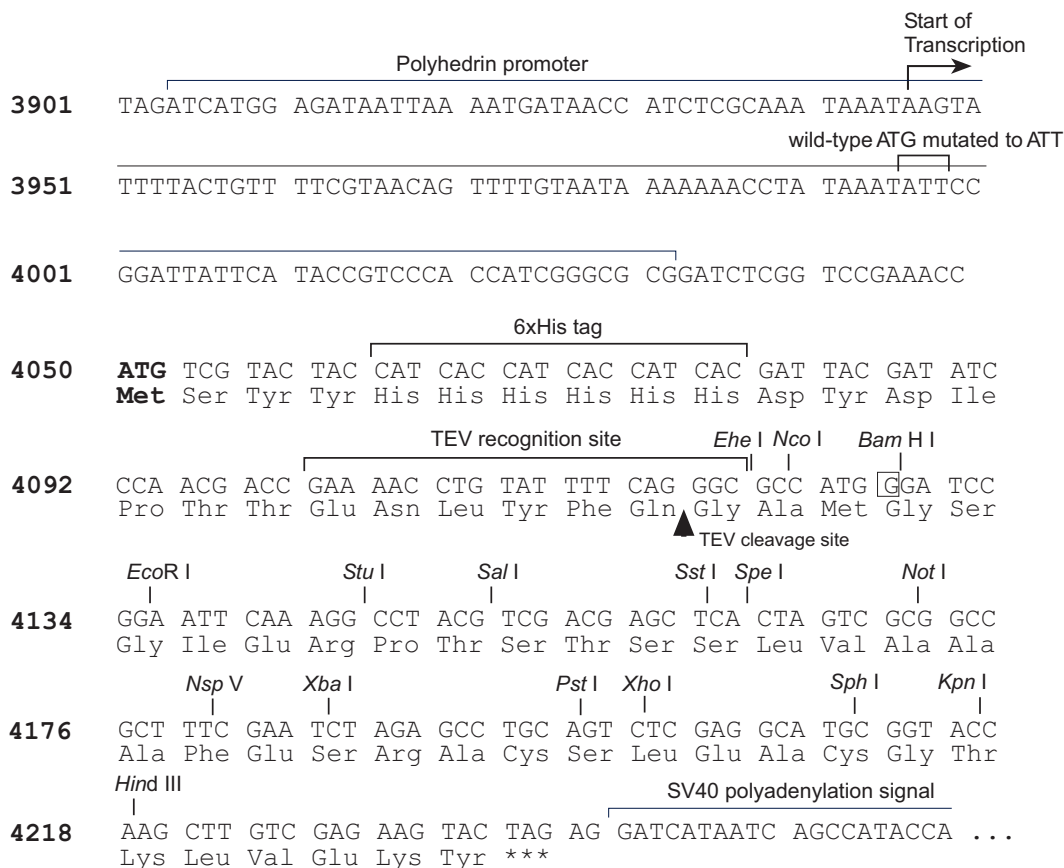 Start of
Transcription
Polyhedrin promoter
3901 TAGATCATGG AGATAATTAA AATGATAACC ATCTCGCAAA TAAATAAGTA
wild-type ATG mutated to ATT
3951 TTTTACTGTT TTCGTAACAG TTTTGTAATA AAAAAACCTA TAAATATTCC
4001 GGATTATTCA TACCGTCCCA CCATCGGGCG CGGATCTCGG TCCGAAACC
6xHis tag
4050 ATG TCG TAC TAC CAT CAC CAT CAC CAT CAC GAT TAC GAT ATC
Met Ser Tyr Tyr His His His His His His Asp Tyr Asp Ile
TEV recognition site Ehe I Nco I Bam H I
4092 CCA ACG ACC GAA AAC CTG TAT TTT CAG GGC GCC ATG GGA TCC
Pro Thr Thr Glu Asn Leu Tyr Phe Gln Gly Ala Met Gly Ser
TEV cleavage site
EcoR I Stu I Sal I Sst I Spe I Not I
4134 GGA ATT CAA AGG CCT ACG TCG ACG AGC TCA CTA GTC GCG GCC
Gly Ile Glu Arg Pro Thr Ser Thr Ser Ser Leu Val Ala Ala
Nsp V Xba I Pst I Xho I Sph I Kpn I
4176 GCT TTC GAA TCT AGA GCC TGC AGT CTC GAG GCA TGC GGT ACC
Ala Phe Glu Ser Arg Ala Cys Ser Leu Glu Ala Cys Gly Thr
Hind III SV40 polyadenylation signal
4218 AAG CTT GTC GAG AAG TAC TAG AG GATCATAATC AGCCATACCA ...
Lys Leu Val Glu Lys Tyr ***